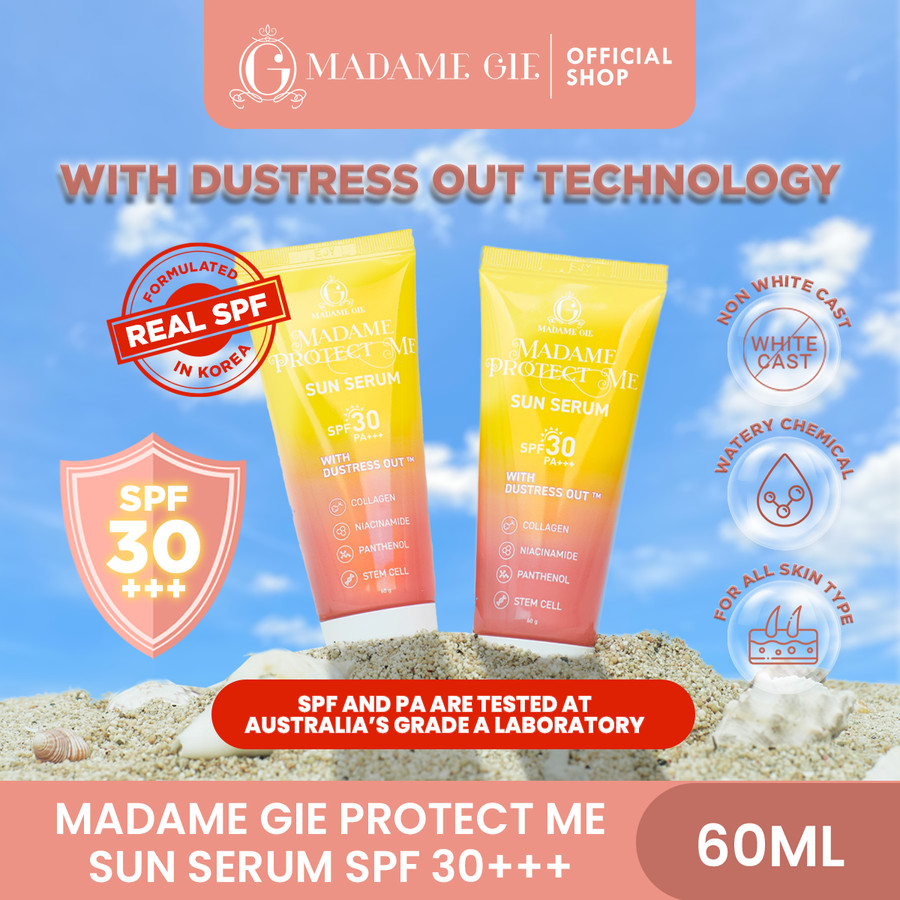 MADAME GIE
OFFICIAL
SHOP
WITH DUSTRESS OUT TECHNOLOGY
FORMULATED
REAL SPF
IN KOREA
SPF
30
+++
MADAME GIE
MADAME
PROTECT ME
SUN SERUM
SPF 30
PA+++
WITH
DUSTRESS OUT™
COLLAGEN
NIACINAMIDE
PANTHENOL
STEM CELL
MADAME GIE
MADAME
PROTECT ME
SUN SERUM
SPF 30
PA+++
WITH
DUSTRESS OUT™
COLLAGEN
NIACINAMIDE
PANTHENOL
STEM CELL
60 g
NON WHITE CAST
WHITE
CAST
WATERY CHEMICAL
FOR ALL SKIN TYPE
SPF AND PA ARE TESTED AT
AUSTRALIA'S GRADE A LABORATORY
MADAME GIE PROTECT ME
SUN SERUM SPF 30+++
60ML